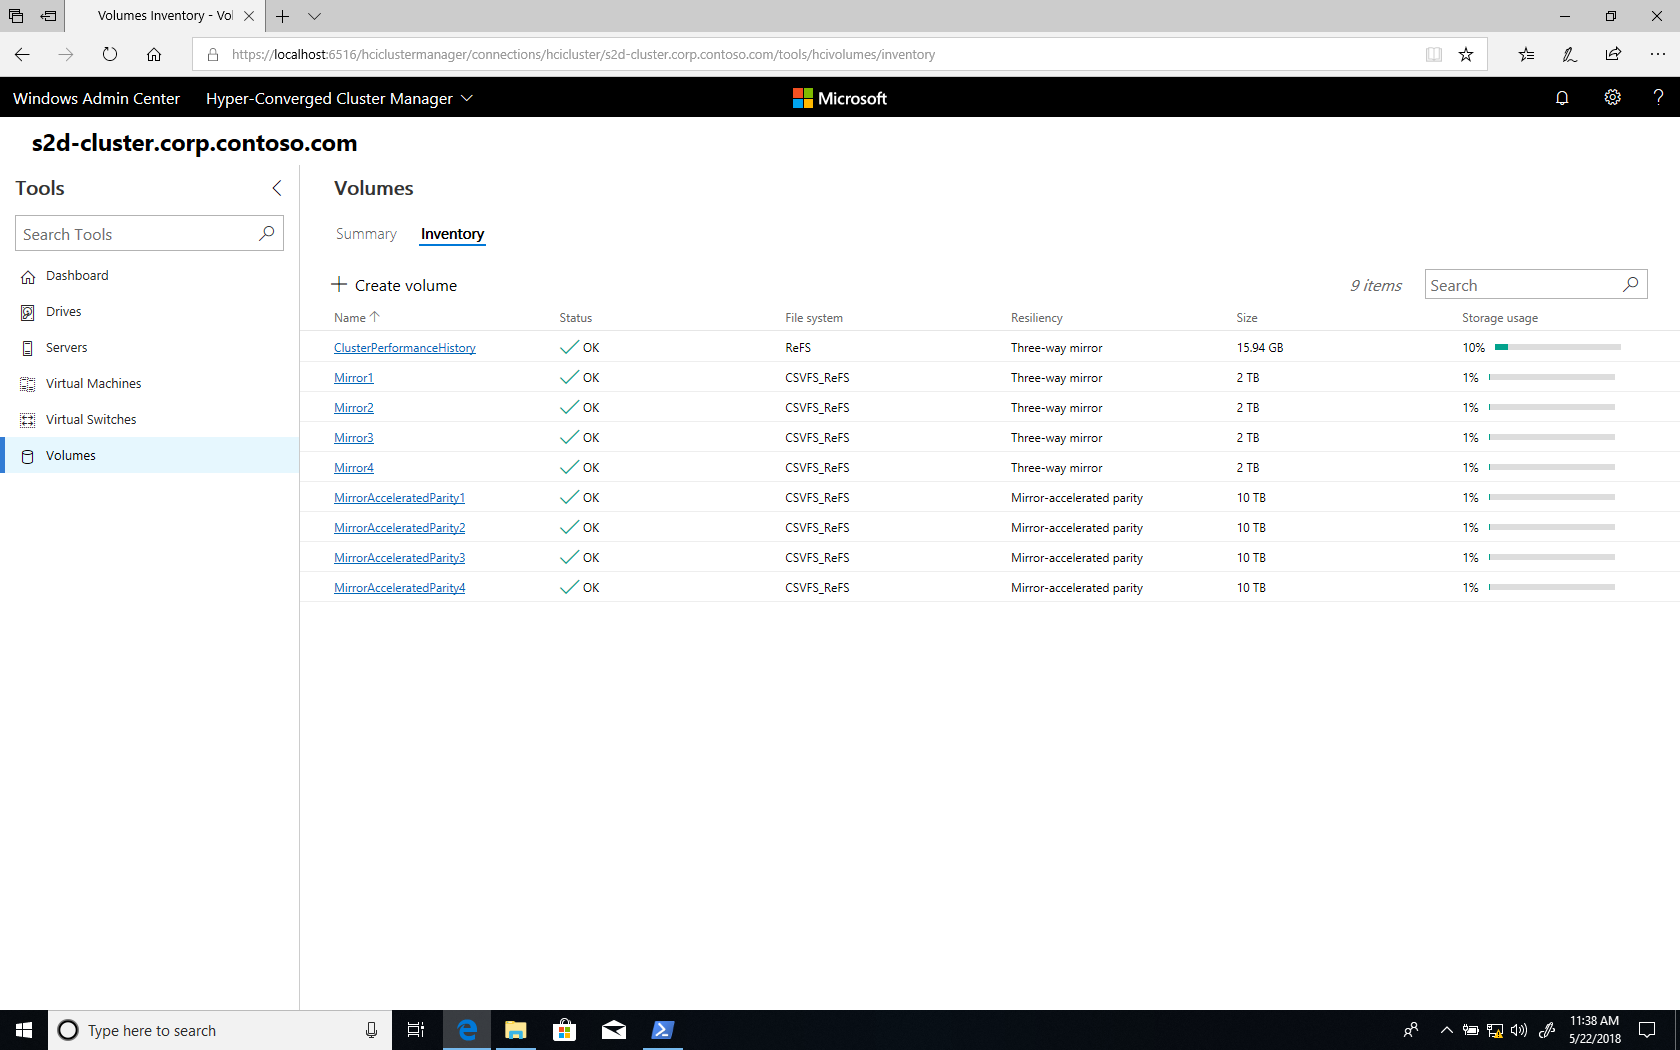 Volumes Inventory - Vol
https://localhost:6516/hciclustermanager/connections/hcicluster/s2d-cluster.corp.contoso.com/tools/hcivolumes/inventory
Windows Admin Center Hyper-Converged Cluster Manager Microsoft ?
s2d-cluster.corp.contoso.com
Tools
Search Tools
Dashboard
Drives
Servers
Virtual Machines
Virtual Switches
Volumes
Volumes
Summary Inventory
Create volume 9 items Search
Name Status File system Resiliency Size Storage usage
ClusterPerformanceHistory OK ReFS Three-way mirror 15.94 GB 10%
Mirror1 OK CSVFS_ReFS Three-way mirror 2 TB 1%
Mirror2 OK CSVFS_ReFS Three-way mirror 2 TB 1%
Mirror3 OK CSVFS_ReFS Three-way mirror 2 TB 1%
Mirror4 OK CSVFS_ReFS Three-way mirror 2 TB 1%
MirrorAcceleratedParity1 OK CSVFS_ReFS Mirror-accelerated parity 10 TB 1%
MirrorAcceleratedParity2 OK CSVFS_ReFS Mirror-accelerated parity 10 TB 1%
MirrorAcceleratedParity3 OK CSVFS_ReFS Mirror-accelerated parity 10 TB 1%
MirrorAcceleratedParity4 OK CSVFS_ReFS Mirror-accelerated parity 10 TB 1%
Type here to search
11:38 AM
5/22/2018